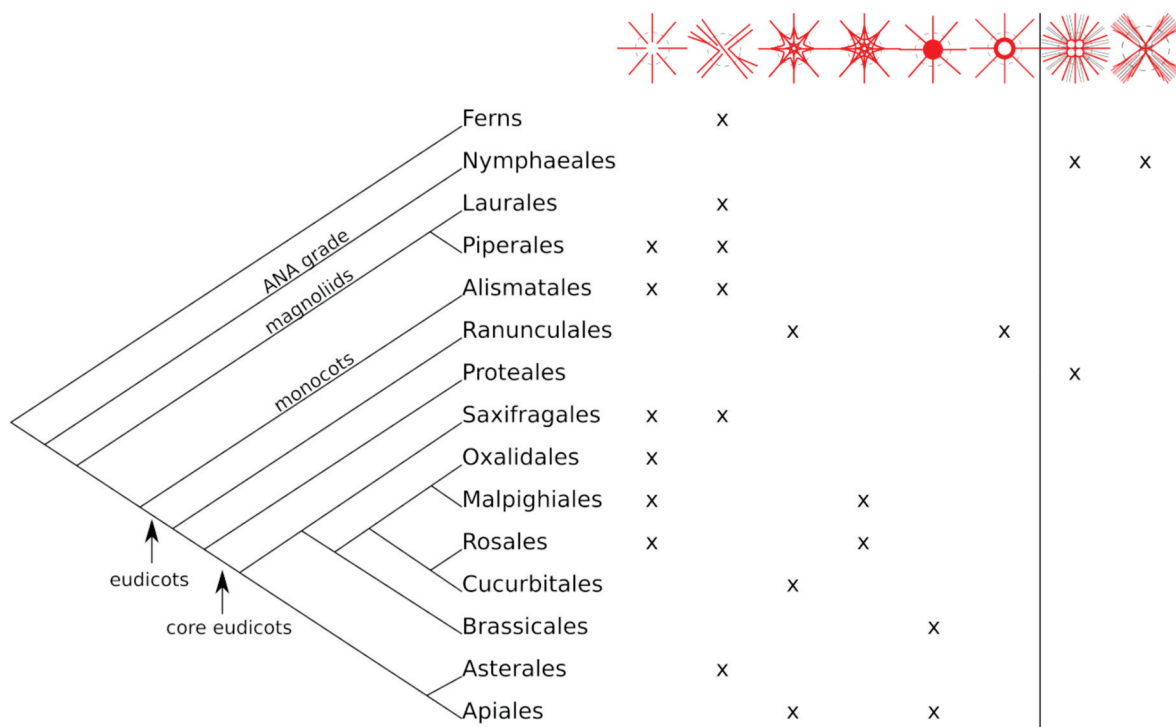 Ferns x
Nymphaeales x x
Laurales x
ANA grade
Piperales x x
magnoliids
Alismatales x x
Ranunculales x x
monocots
Proteales x
Saxifragales x x
Oxalidales x
Malpighiales x x
Rosales x x
eudicots
Cucurbitales x
core eudicots
Brassicales x
Asterales x
Apiales x x